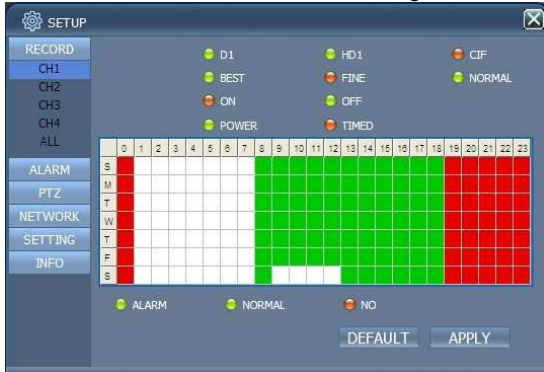 SETUP
RECORD
CH1
CH2
CH3
CH4
ALL
ALARM
PTZ
NETWORK
SETTING
INFO
D1 HD1 CIF
BEST FINE NORMAL
ON OFF
POWER TIMED
0 1 2 3 4 5 6 7 8 9 10 11 12 13 14 15 16 17 18 19 20 21 22 23
S
M
T
W
T
F
S
ALARM NORMAL NO
DEFAULT APPLY